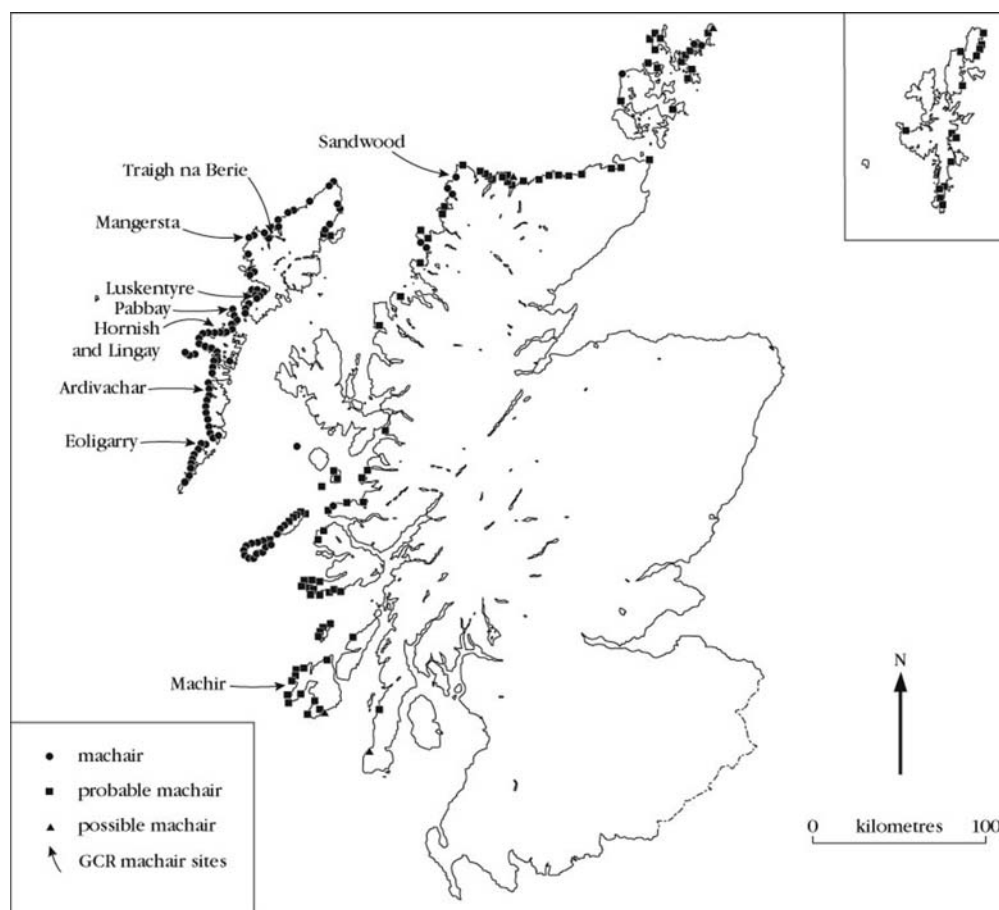 Sandwood
Traigh na Berie
Mangersta
Luskentyre
Pabbay
Hornish
and Lingay
Ardivachar
Eoligarry
Machir
N
machair
probable machair
possible machair
GCR machair sites
0 kilometres 100